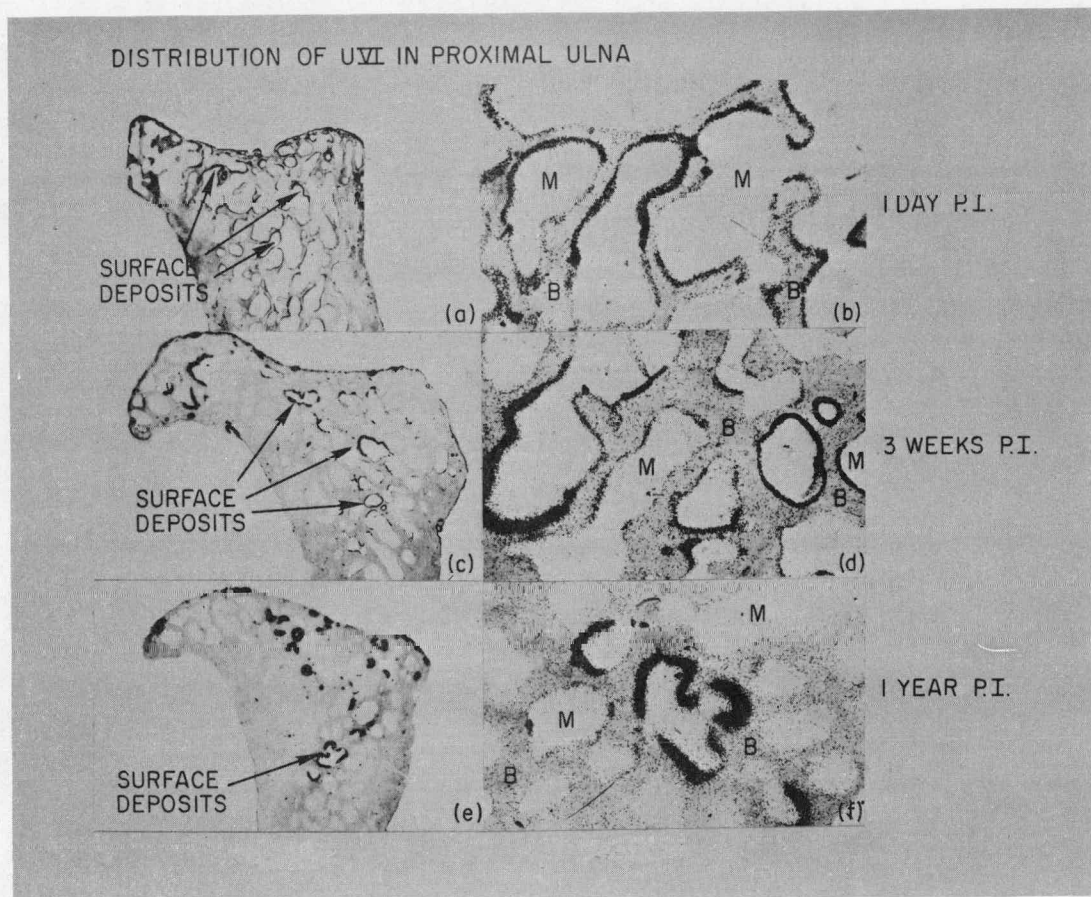 DISTRIBUTION OF UVI IN PROXIMAL ULNA
SURFACE
DEPOSITS
(a)
M
M
B
B
(b)
1 DAY P.I.
SURFACE
DEPOSITS
(c)
B
M
M
B
(d)
3 WEEKS P.I.
SURFACE
DEPOSITS
(e)
M
M
B
B
(f)
1 YEAR P.I.